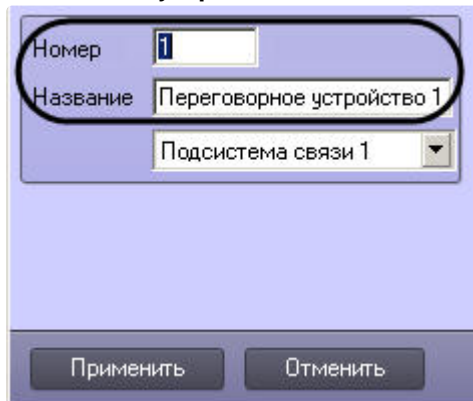 Номер 1
Название Переговорное устройство 1
Подсистема связи 1
Применить Отменить